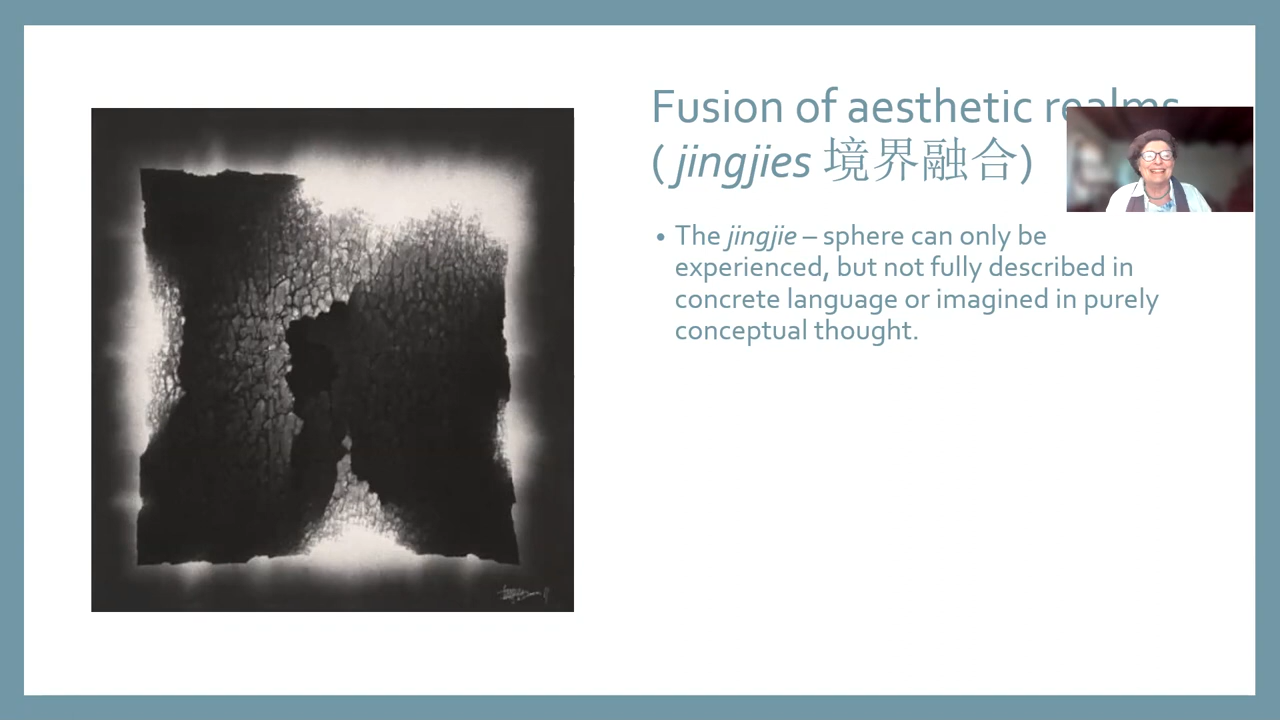 Fusion of aesthetic realms
( jingjies 境界融合)
• The jingjie – sphere can only be
experienced, but not fully described in
concrete language or imagined in purely
conceptual thought.